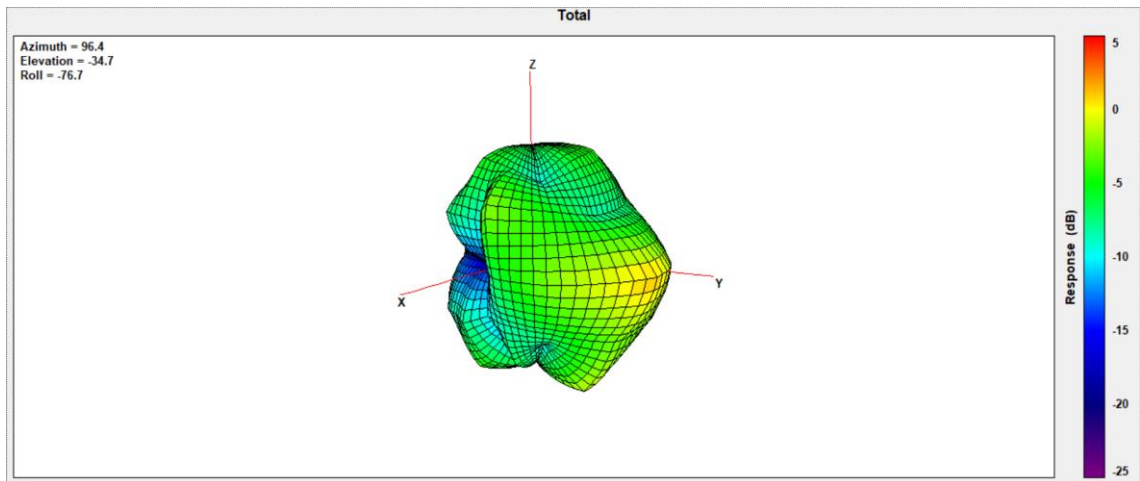 Total
Azimuth = 96.4
Elevation = -34.7
Roll = -76.7
Z
X
Y
5
0
-5
-10
-15
-20
-25
Response (dB)